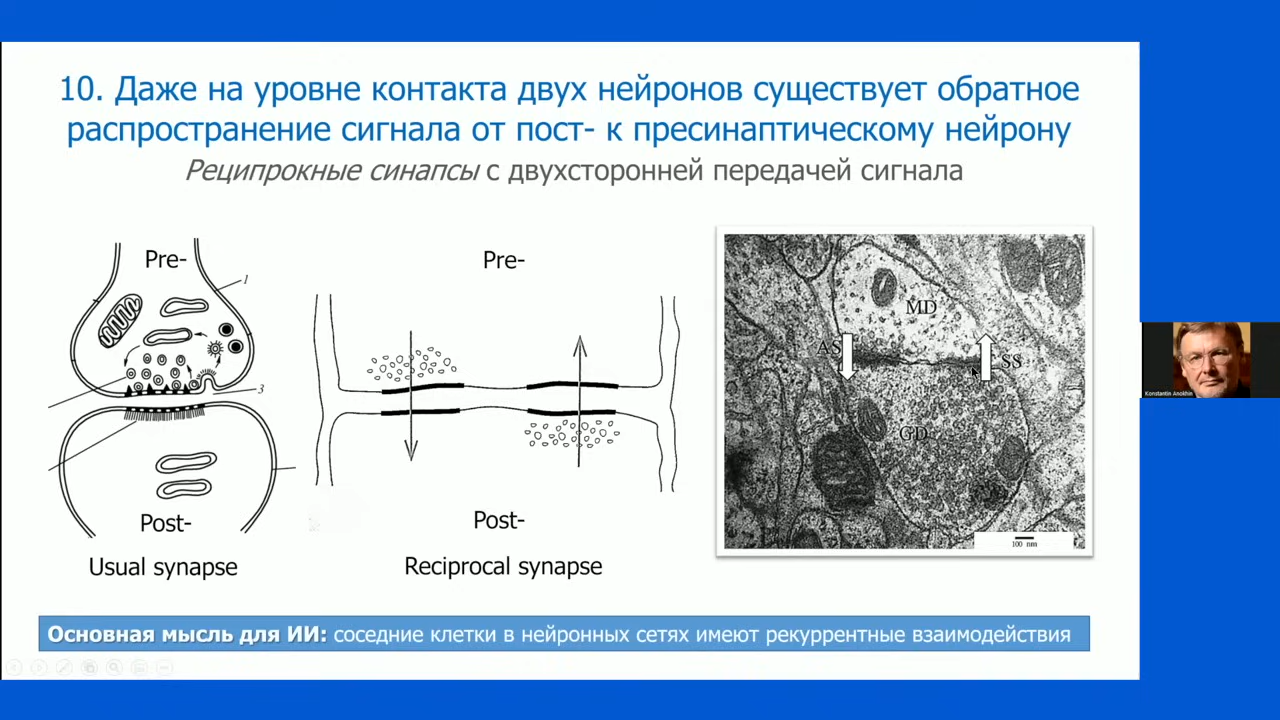 10. Даже на уровне контакта двух нейронов существует обратное
распространение сигнала от пост- к пресинаптическому нейрону
Реципрокные синапсы с двухсторонней передачей сигнала
Pre-
1
3
Post-
Usual synapse
Pre-
Post-
Reciprocal synapse
MD
AS
SS
GD
100 nm
Konstantin Anokhin
Основная мысль для ИИ: соседние клетки в нейронных сетях имеют рекуррентные взаимодействия